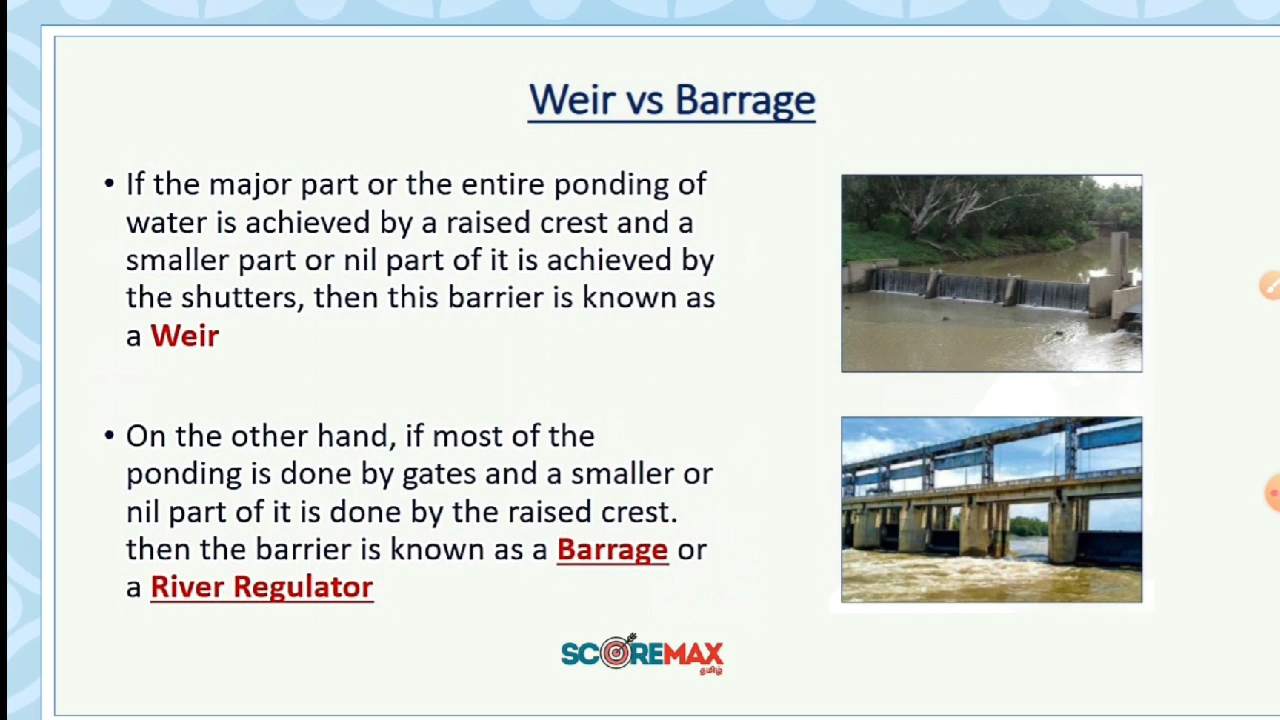 Weir vs Barrage
• If the major part or the entire ponding of
water is achieved by a raised crest and a
smaller part or nil part of it is achieved by
the shutters, then this barrier is known as
a Weir
• On the other hand, if most of the
ponding is done by gates and a smaller or
nil part of it is done by the raised crest.
then the barrier is known as a Barrage or
a River Regulator
SCOREMAX
தமிழ்